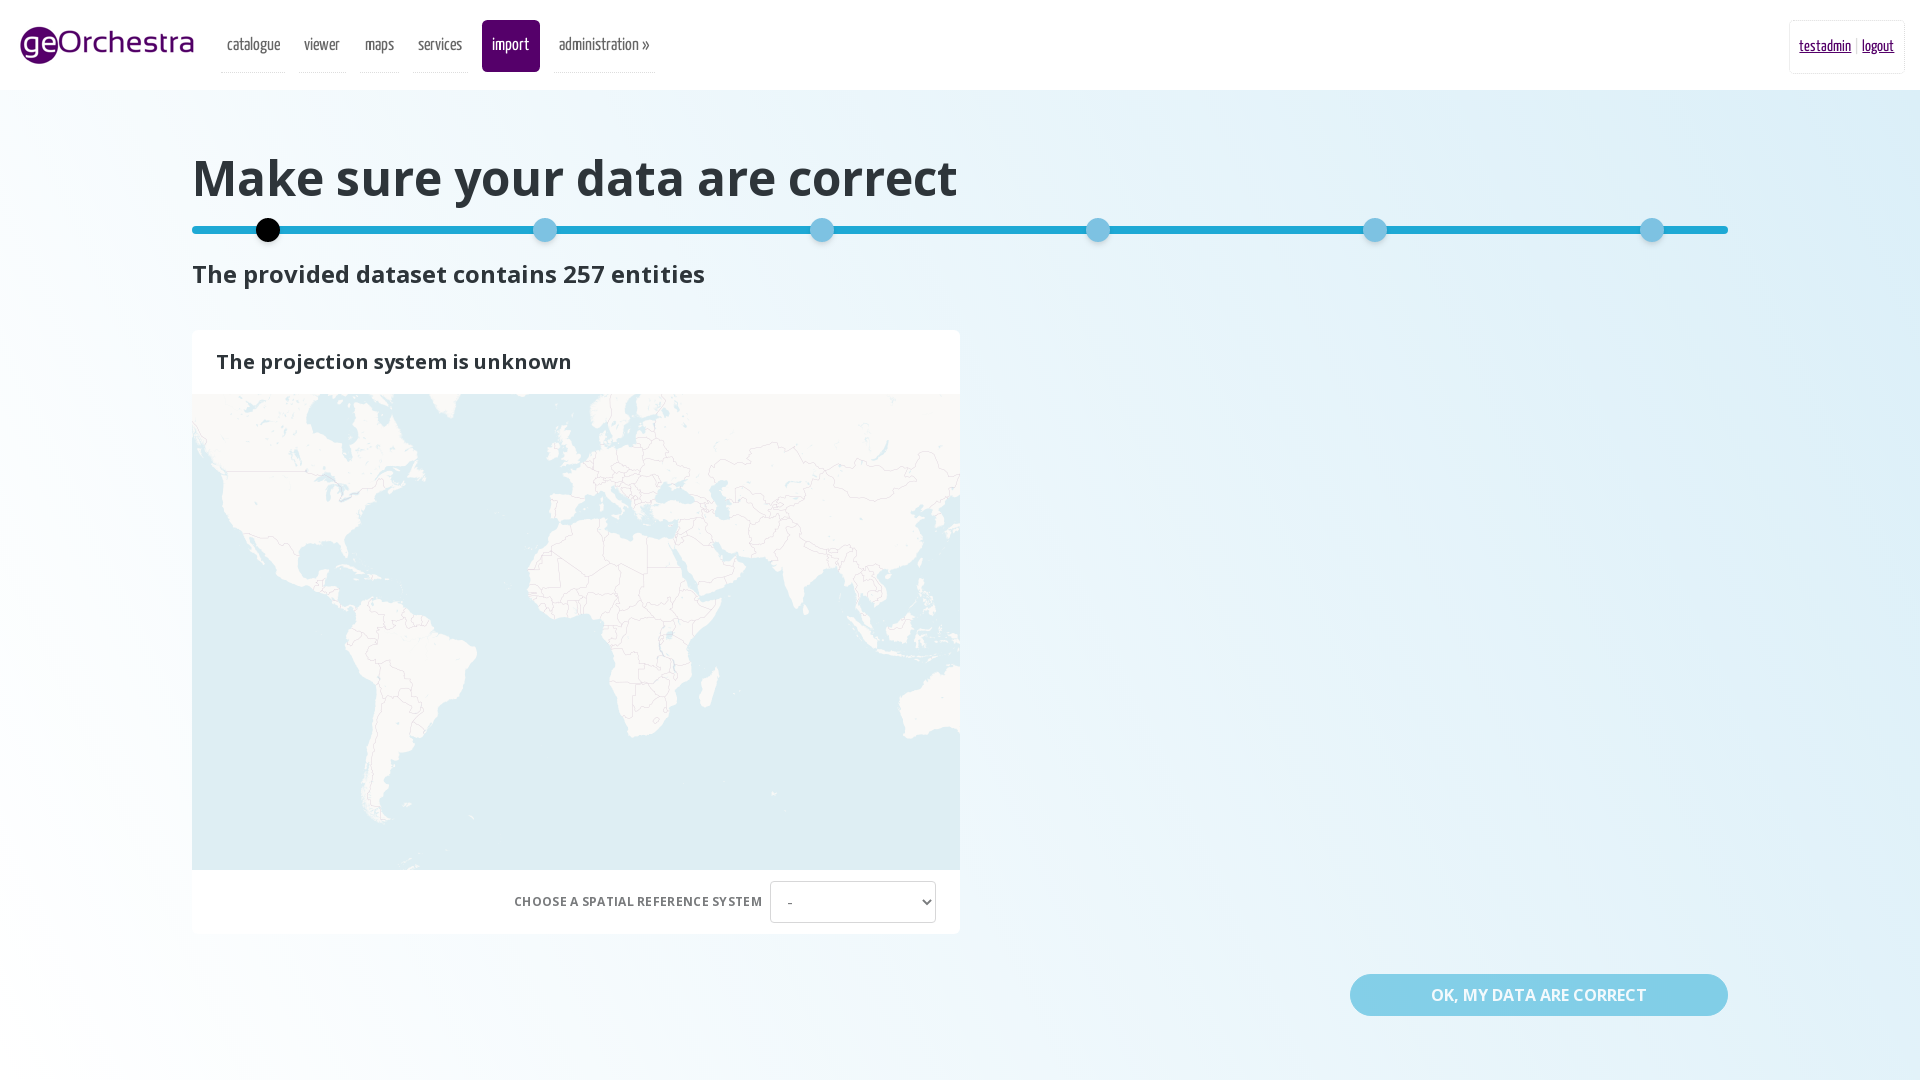 geOrchestra
catalogue viewer maps services import administration » testadmin logout
Make sure your data are correct
The provided dataset contains 257 entities
The projection system is unknown
CHOOSE A SPATIAL REFERENCE SYSTEM -
OK, MY DATA ARE CORRECT